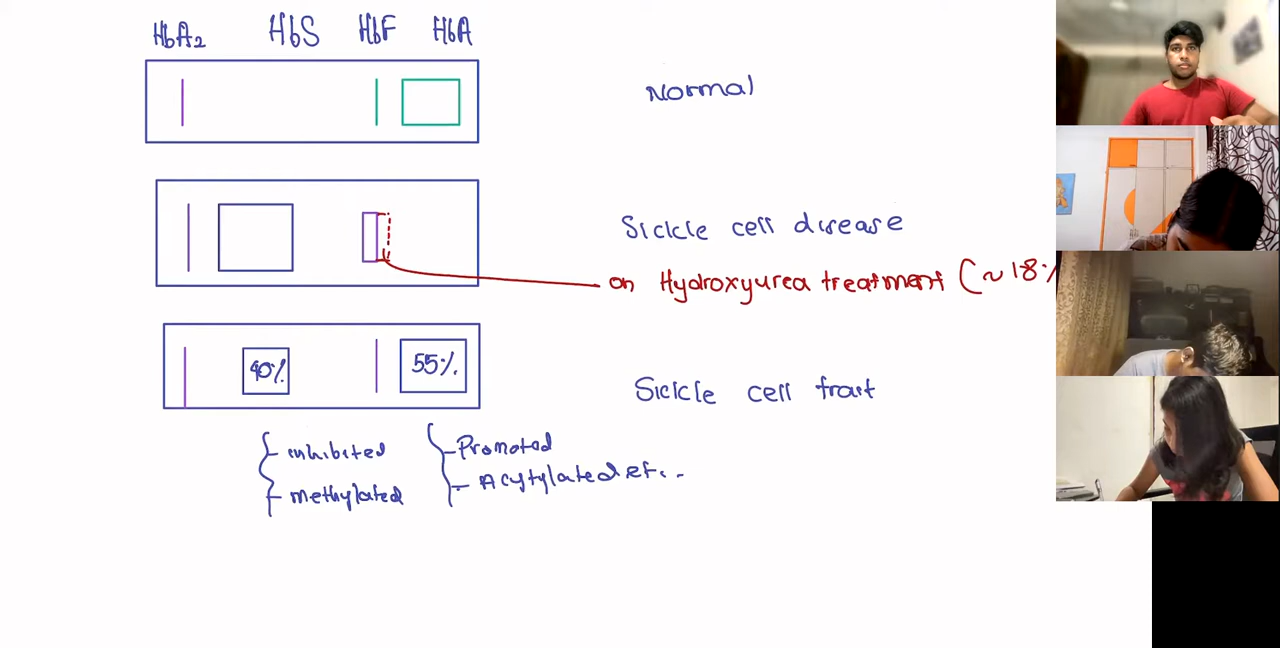 HbA2 HbS HbF HbA
Normal
Sickle cell disease
on Hydroxyurea treatment (~18%
40% 55%
Sickle cell trait
inhibited
Promoted
methylated
Acytylated etc..